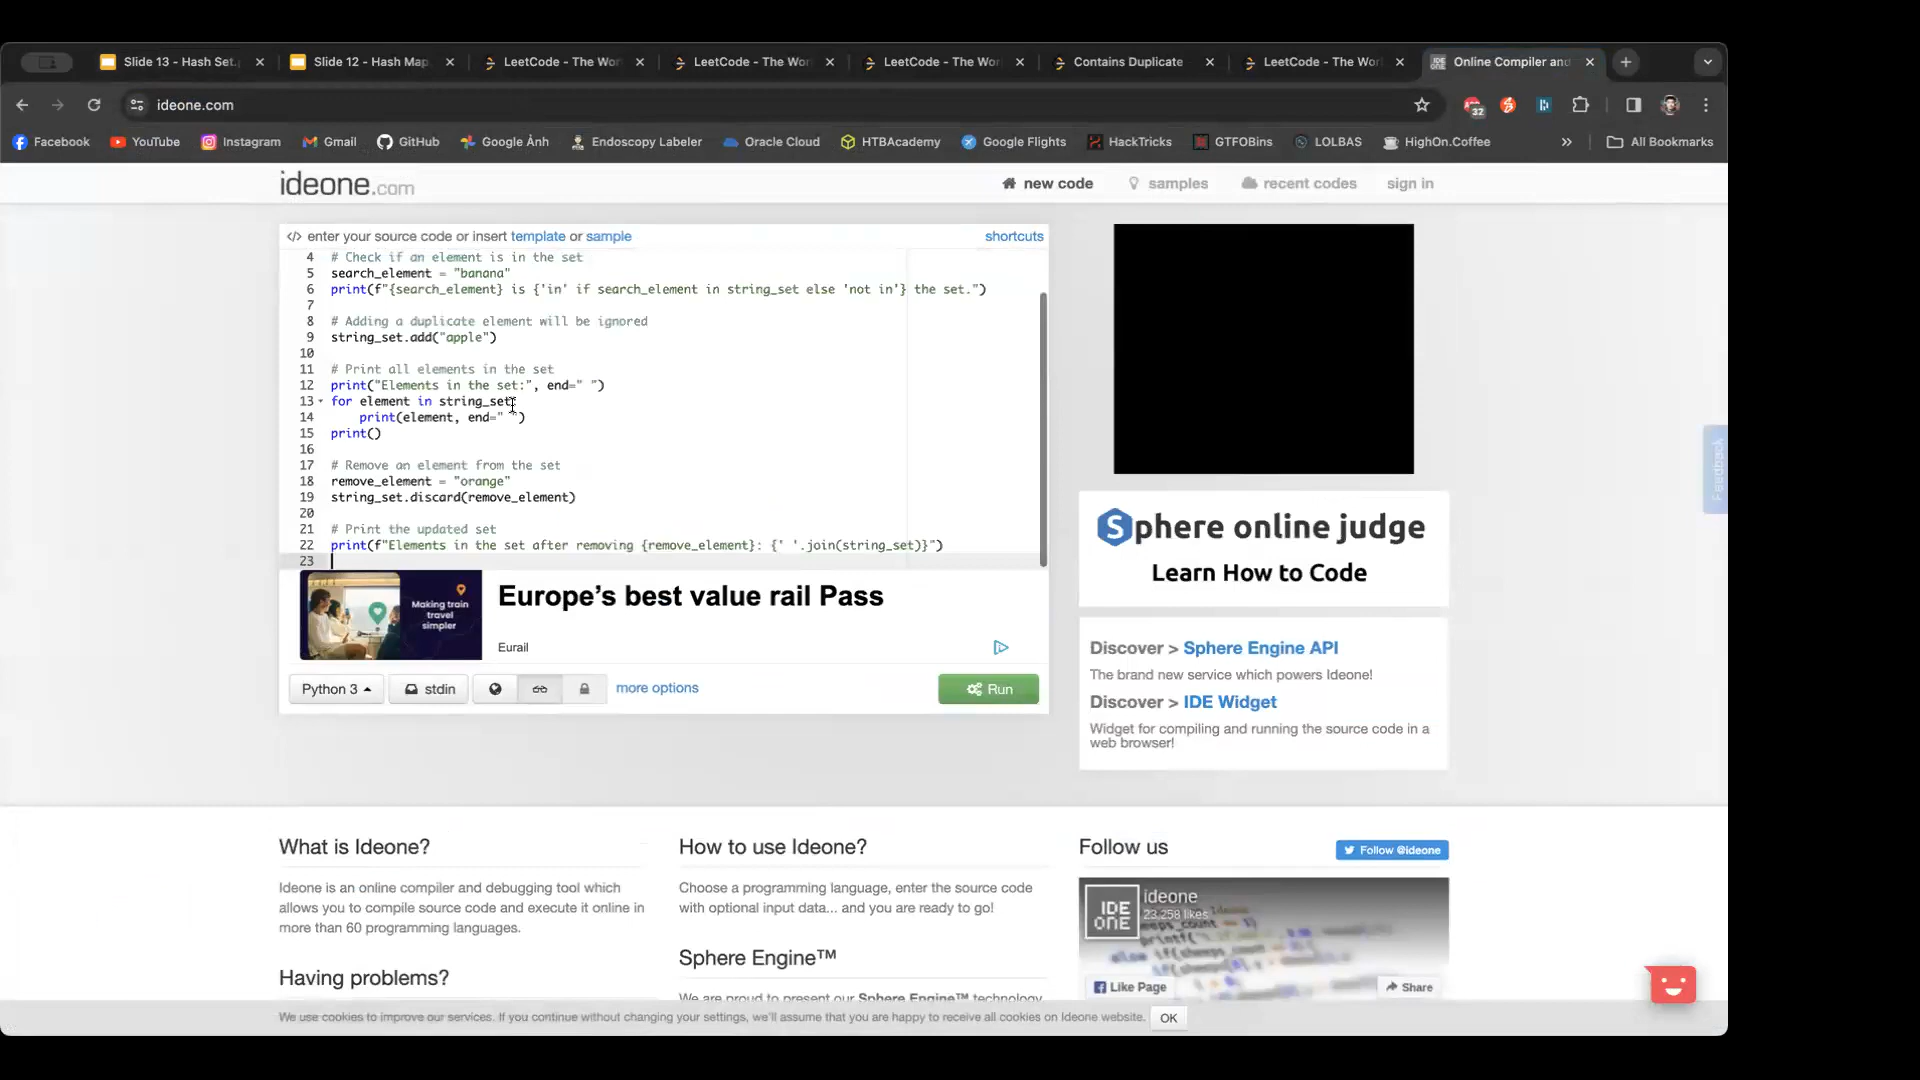 Slide 13 - Hash Set.
Slide 12 - Hash Map.
LeetCode - The Wor
LeetCode - The Wor
LeetCode - The Wor
Contains Duplicate
LeetCode - The Wor
Online Compiler and
ideone.com
32
Facebook
YouTube
Instagram
Gmail
GitHub
Google Ảnh
Endoscopy Labeler
Oracle Cloud
HTBAcademy
Google Flights
HackTricks
GTFOBins
LOLBAS
HighOn.Coffee
»
All Bookmarks
ideone.com
new code
samples
recent codes
sign in
</> enter your source code or insert template or sample
shortcuts
4 # Check if an element is in the set
5 search_element = "banana"
6 print(f"{search_element} is {'in' if search_element in string_set else 'not in'} the set.")
7
8 # Adding a duplicate element will be ignored
9 string_set.add("apple")
10
11 # Print all elements in the set
12 print("Elements in the set:", end=" ")
13 for element in string_set:
14     print(element, end=" ")
15 print()
16
17 # Remove an element from the set
18 remove_element = "orange"
19 string_set.discard(remove_element)
20
21 # Print the updated set
22 print(f"Elements in the set after removing {remove_element}: {' '.join(string_set)}")
23
Making train
travel
simpler
Europe's best value rail Pass
Eurail
Python 3
stdin
more options
Run
Sphere online judge
Learn How to Code
Discover > Sphere Engine API
The brand new service which powers Ideone!
Discover > IDE Widget
Widget for compiling and running the source code in a
web browser!
Feedback
What is Ideone?
Ideone is an online compiler and debugging tool which
allows you to compile source code and execute it online in
more than 60 programming languages.
Having problems?
How to use Ideone?
Choose a programming language, enter the source code
with optional input data... and you are ready to go!
Sphere Engine™
We are proud to present our Sphere Engine™ technology
Follow us
Follow @ideone
IDE
ONE
ideone
23,258 likes
Like Page
Share
We use cookies to improve our services. If you continue without changing your settings, we'll assume that you are happy to receive all cookies on Ideone website.
OK